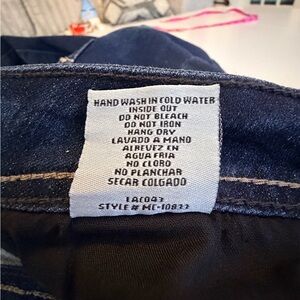 HAND WASH IN COLD WATER
INSIDE OUT
DO NOT BLEACH
DO NOT IRON
HANG DRY
LAVADO A MANO
ALREVEZ EN
AGUA FRIA
NO CLORO
NO PLANCHAR
SECAR COLGADO
LAC043
STYLE # MC-10877